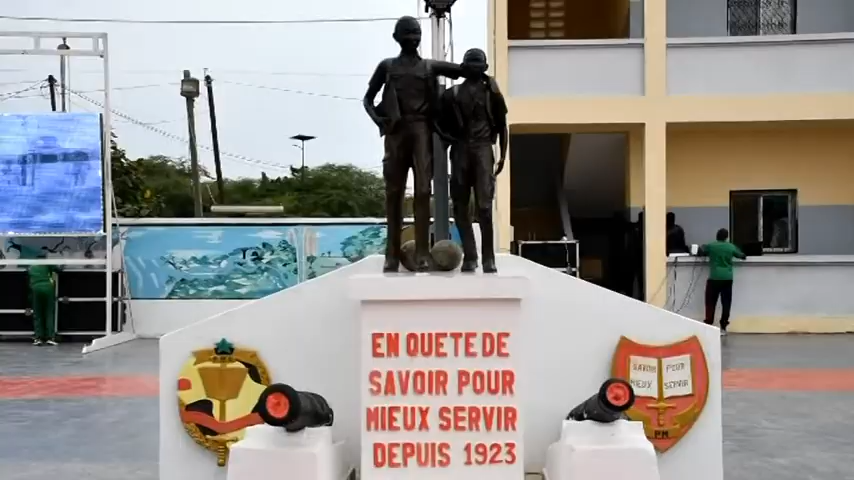 EN QUETE DE
SAVOIR POUR
MIEUX SERVIR
DEPUIS 1923
SAVOIR
MIEUX
POUR
SERVIR
PM